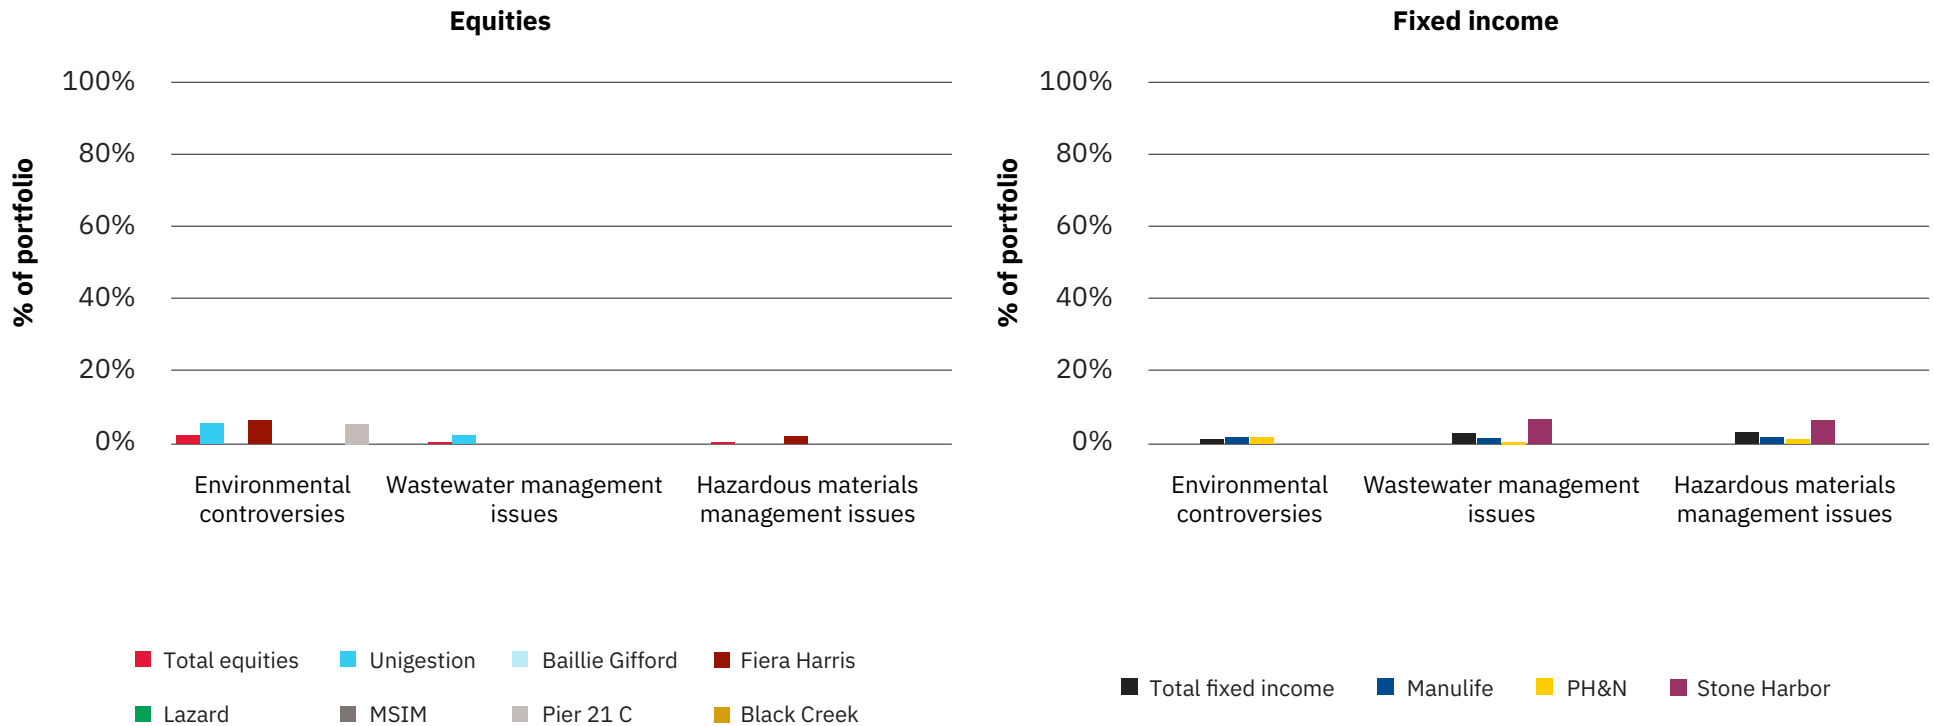 Equities
% of portfolio
100%
80%
60%
40%
20%
0%
Environmental
controversies
Wastewater management
issues
Hazardous materials
management issues
Total equities
Unigestion
Baillie Gifford
Fiera Harris
Lazard
MSIM
Pier 21 C
Black Creek
Fixed income
% of portfolio
100%
80%
60%
40%
20%
0%
Environmental
controversies
Wastewater management
issues
Hazardous materials
management issues
Total fixed income
Manulife
PH&N
Stone Harbor